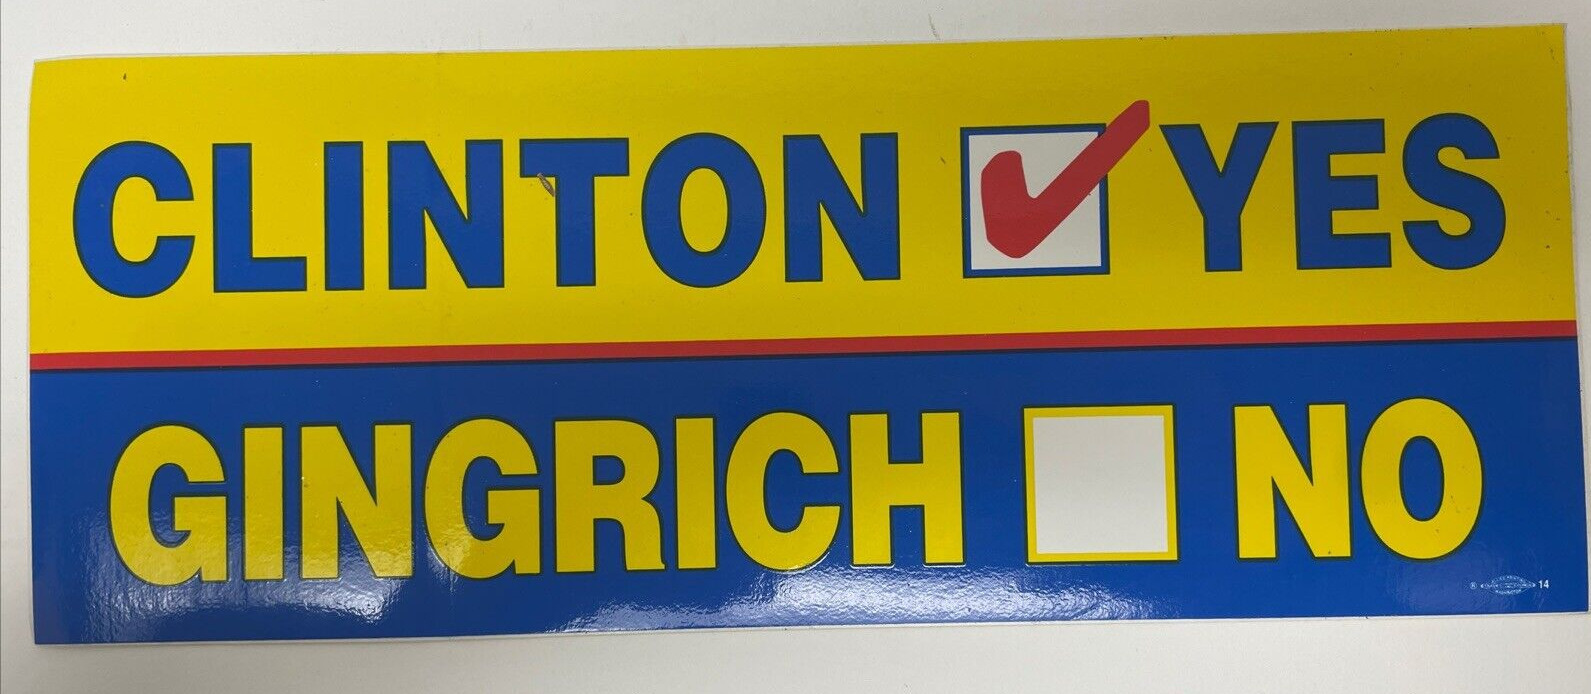 CLINTON YES
GINGRICH NO
14